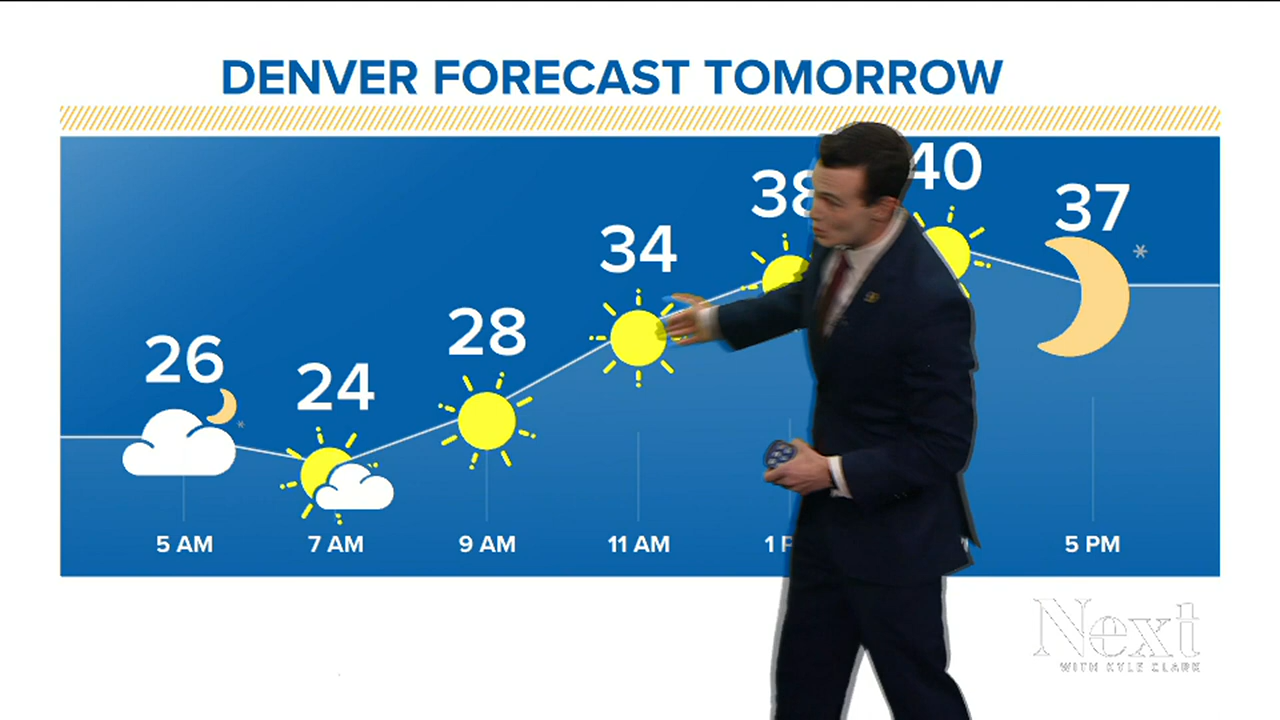 DENVER FORECAST TOMORROW
26 24 28 34 38 40 37
5 AM 7 AM 9 AM 11 AM 1 P 5 PM
Next
WITH KYLE CLARK